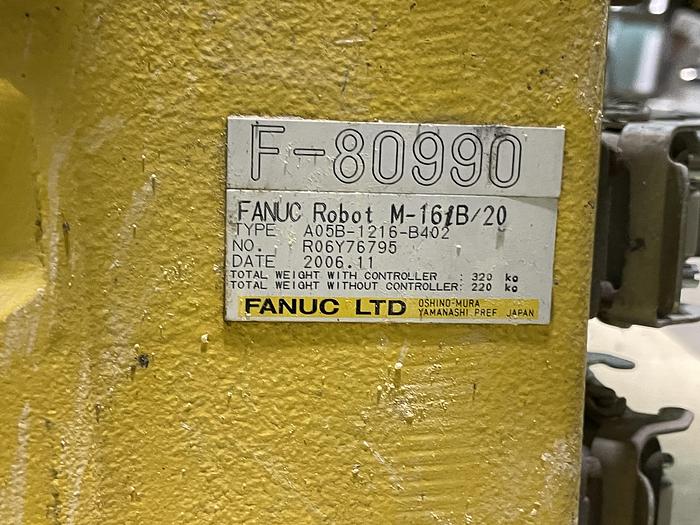 F-80990
FANUC Robot M-16iB/20
TYPE A05B-1216-B402
NO. R06Y76795
DATE 2006.11
TOTAL WEIGHT WITH CONTROLLER : 320 kg
TOTAL WEIGHT WITHOUT CONTROLLER: 220 kg
FANUC LTD OSHINO-MURA
YAMANASHI PREF JAPAN